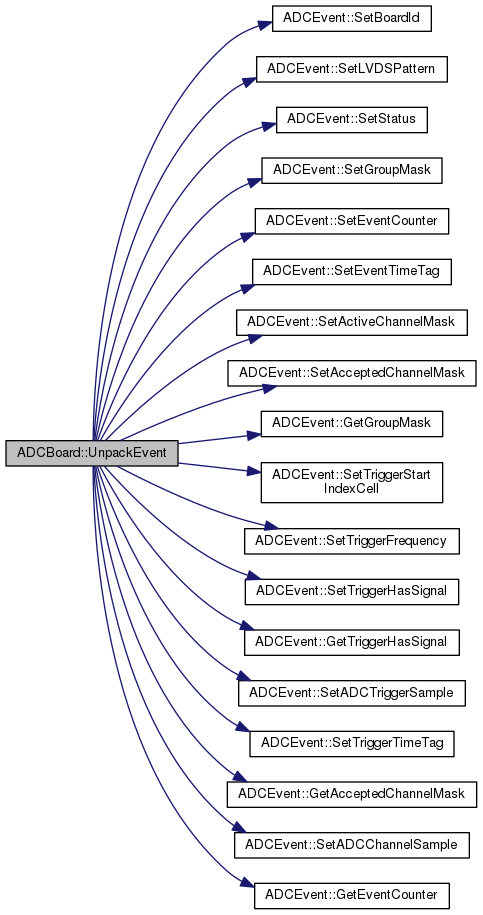 ADCEvent::SetBoardId
ADCEvent::SetLVDSPattern
ADCEvent::SetStatus
ADCEvent::SetGroupMask
ADCEvent::SetEventCounter
ADCEvent::SetEventTimeTag
ADCEvent::SetActiveChannelMask
ADCEvent::SetAcceptedChannelMask
ADCEvent::GetGroupMask
ADCBoard::UnpackEvent
ADCEvent::SetTriggerStart
IndexCell
ADCEvent::SetTriggerFrequency
ADCEvent::SetTriggerHasSignal
ADCEvent::GetTriggerHasSignal
ADCEvent::SetADCTriggerSample
ADCEvent::SetTriggerTimeTag
ADCEvent::GetAcceptedChannelMask
ADCEvent::SetADCChannelSample
ADCEvent::GetEventCounter